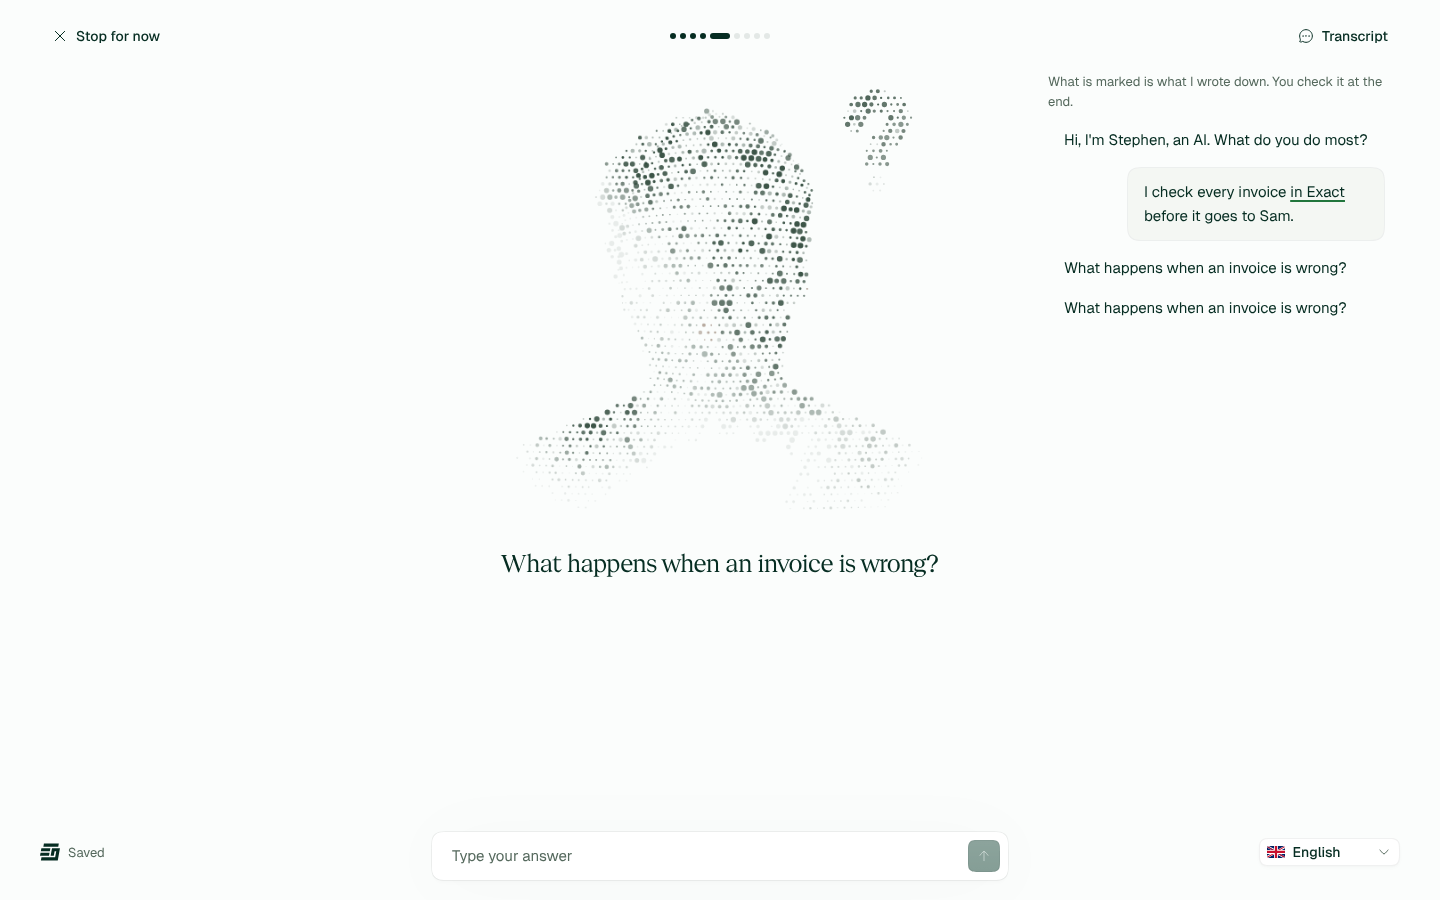 Stop for now
Transcript
What is marked is what I wrote down. You check it at the
end.
Hi, I'm Stephen, an AI. What do you do most?
I check every invoice in Exact
before it goes to Sam.
What happens when an invoice is wrong?
What happens when an invoice is wrong?
What happens when an invoice is wrong?
Type your answer
Saved
English